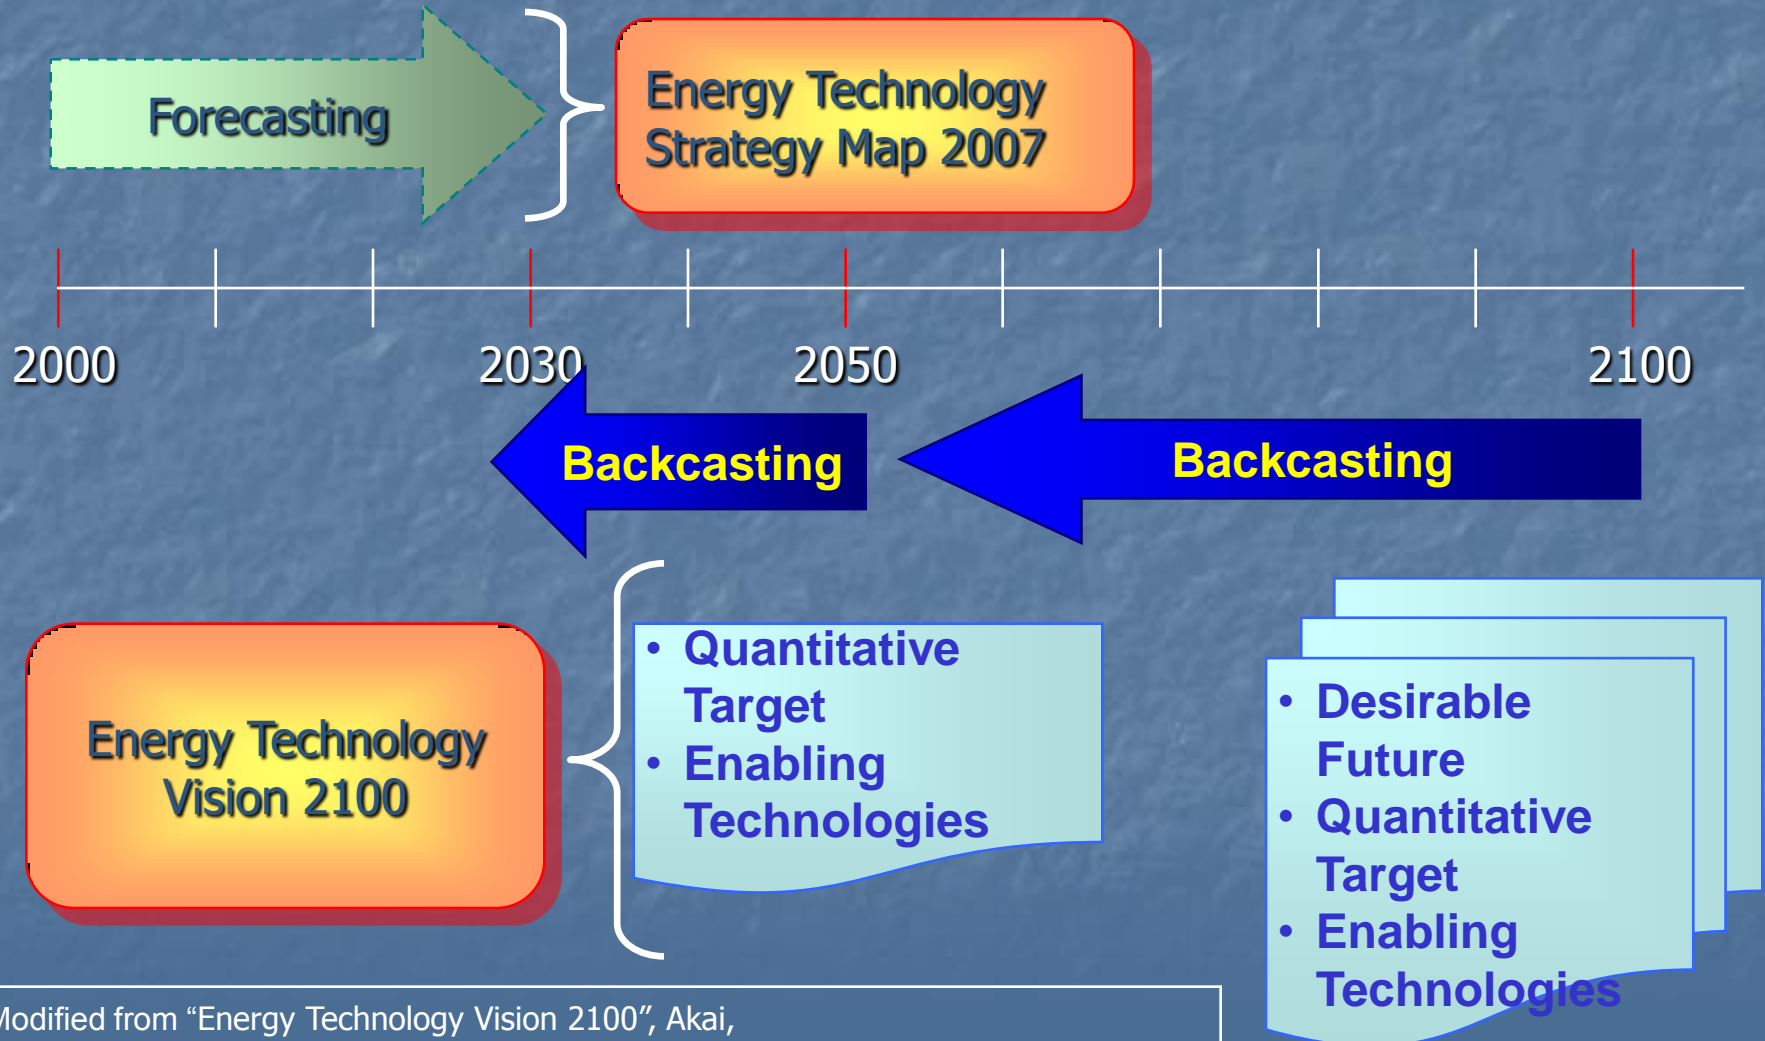 Forecasting
Energy Technology
Strategy Map 2007
2000
2030
2050
2100
Backcasting
Backcasting
Energy Technology
Vision 2100
• Quantitative
Target
• Enabling
Technologies
• Desirable
Future
• Quantitative
Target
• Enabling
Technologies
Modified from “Energy Technology Vision 2100”, Akai,